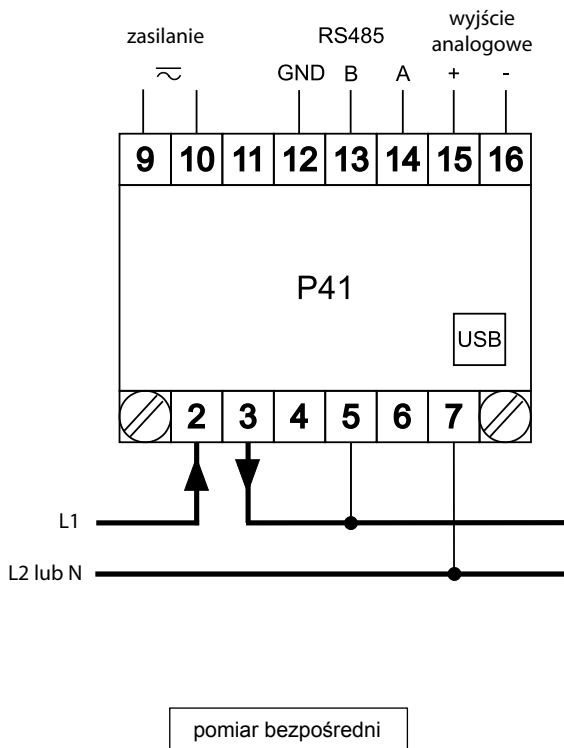 zasilanie
RS485
wyjście
analogowe
GND B A + -
9 10 11 12 13 14 15 16
P41
USB
2 3 4 5 6 7
L1
L2 lub N
pomiar bezpośredni